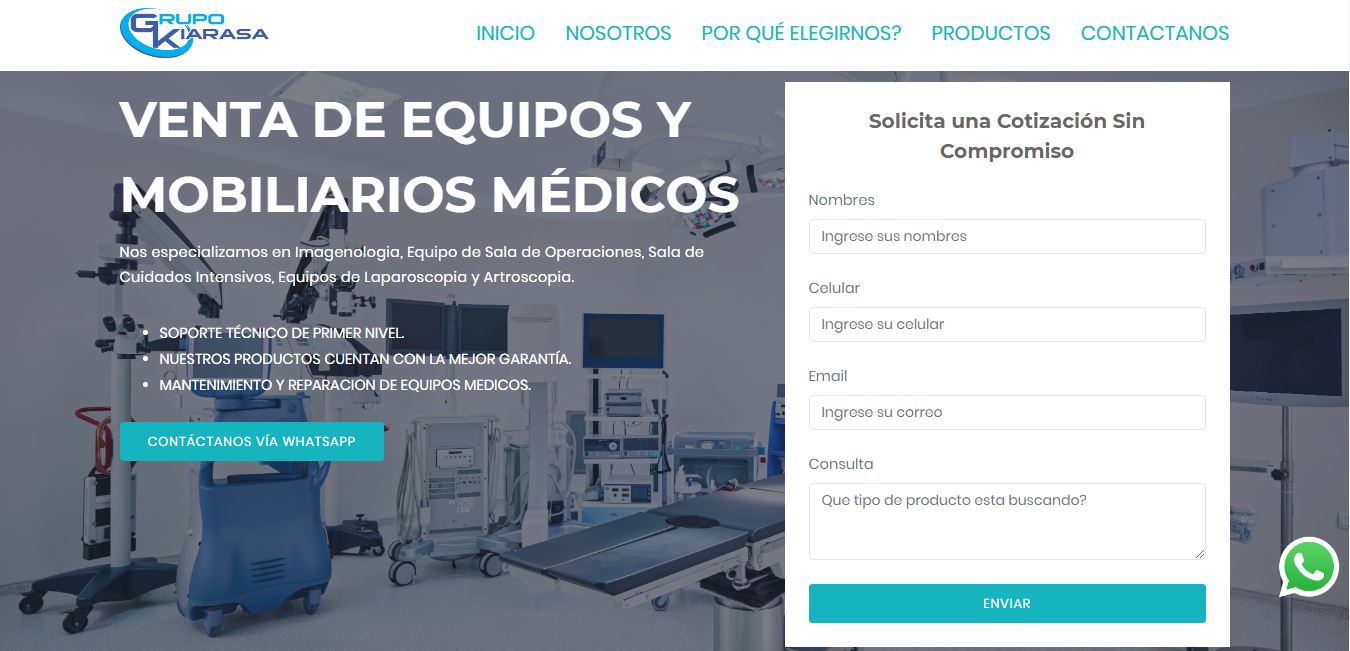 GRUPO
KIARASA
INICIO
NOSOTROS
POR QUÉ ELEGIRNOS?
PRODUCTOS
CONTACTANOS
VENTA DE EQUIPOS Y
MOBILIARIOS MÉDICOS
Nos especializamos en Imagenologia, Equipo de Sala de Operaciones, Sala de
Cuidados Intensivos, Equipos de Laparoscopia y Artroscopia.
SOPORTE TÉCNICO DE PRIMER NIVEL.
NUESTROS PRODUCTOS CUENTAN CON LA MEJOR GARANTÍA.
MANTENIMIENTO Y REPARACION DE EQUIPOS MEDICOS.
CONTÁCTANOS VÍA WHATSAPP
Solicita una Cotización Sin
Compromiso
Nombres
Ingrese sus nombres
Celular
Ingrese su celular
Email
Ingrese su correo
Consulta
Que tipo de producto esta buscando?
ENVIAR